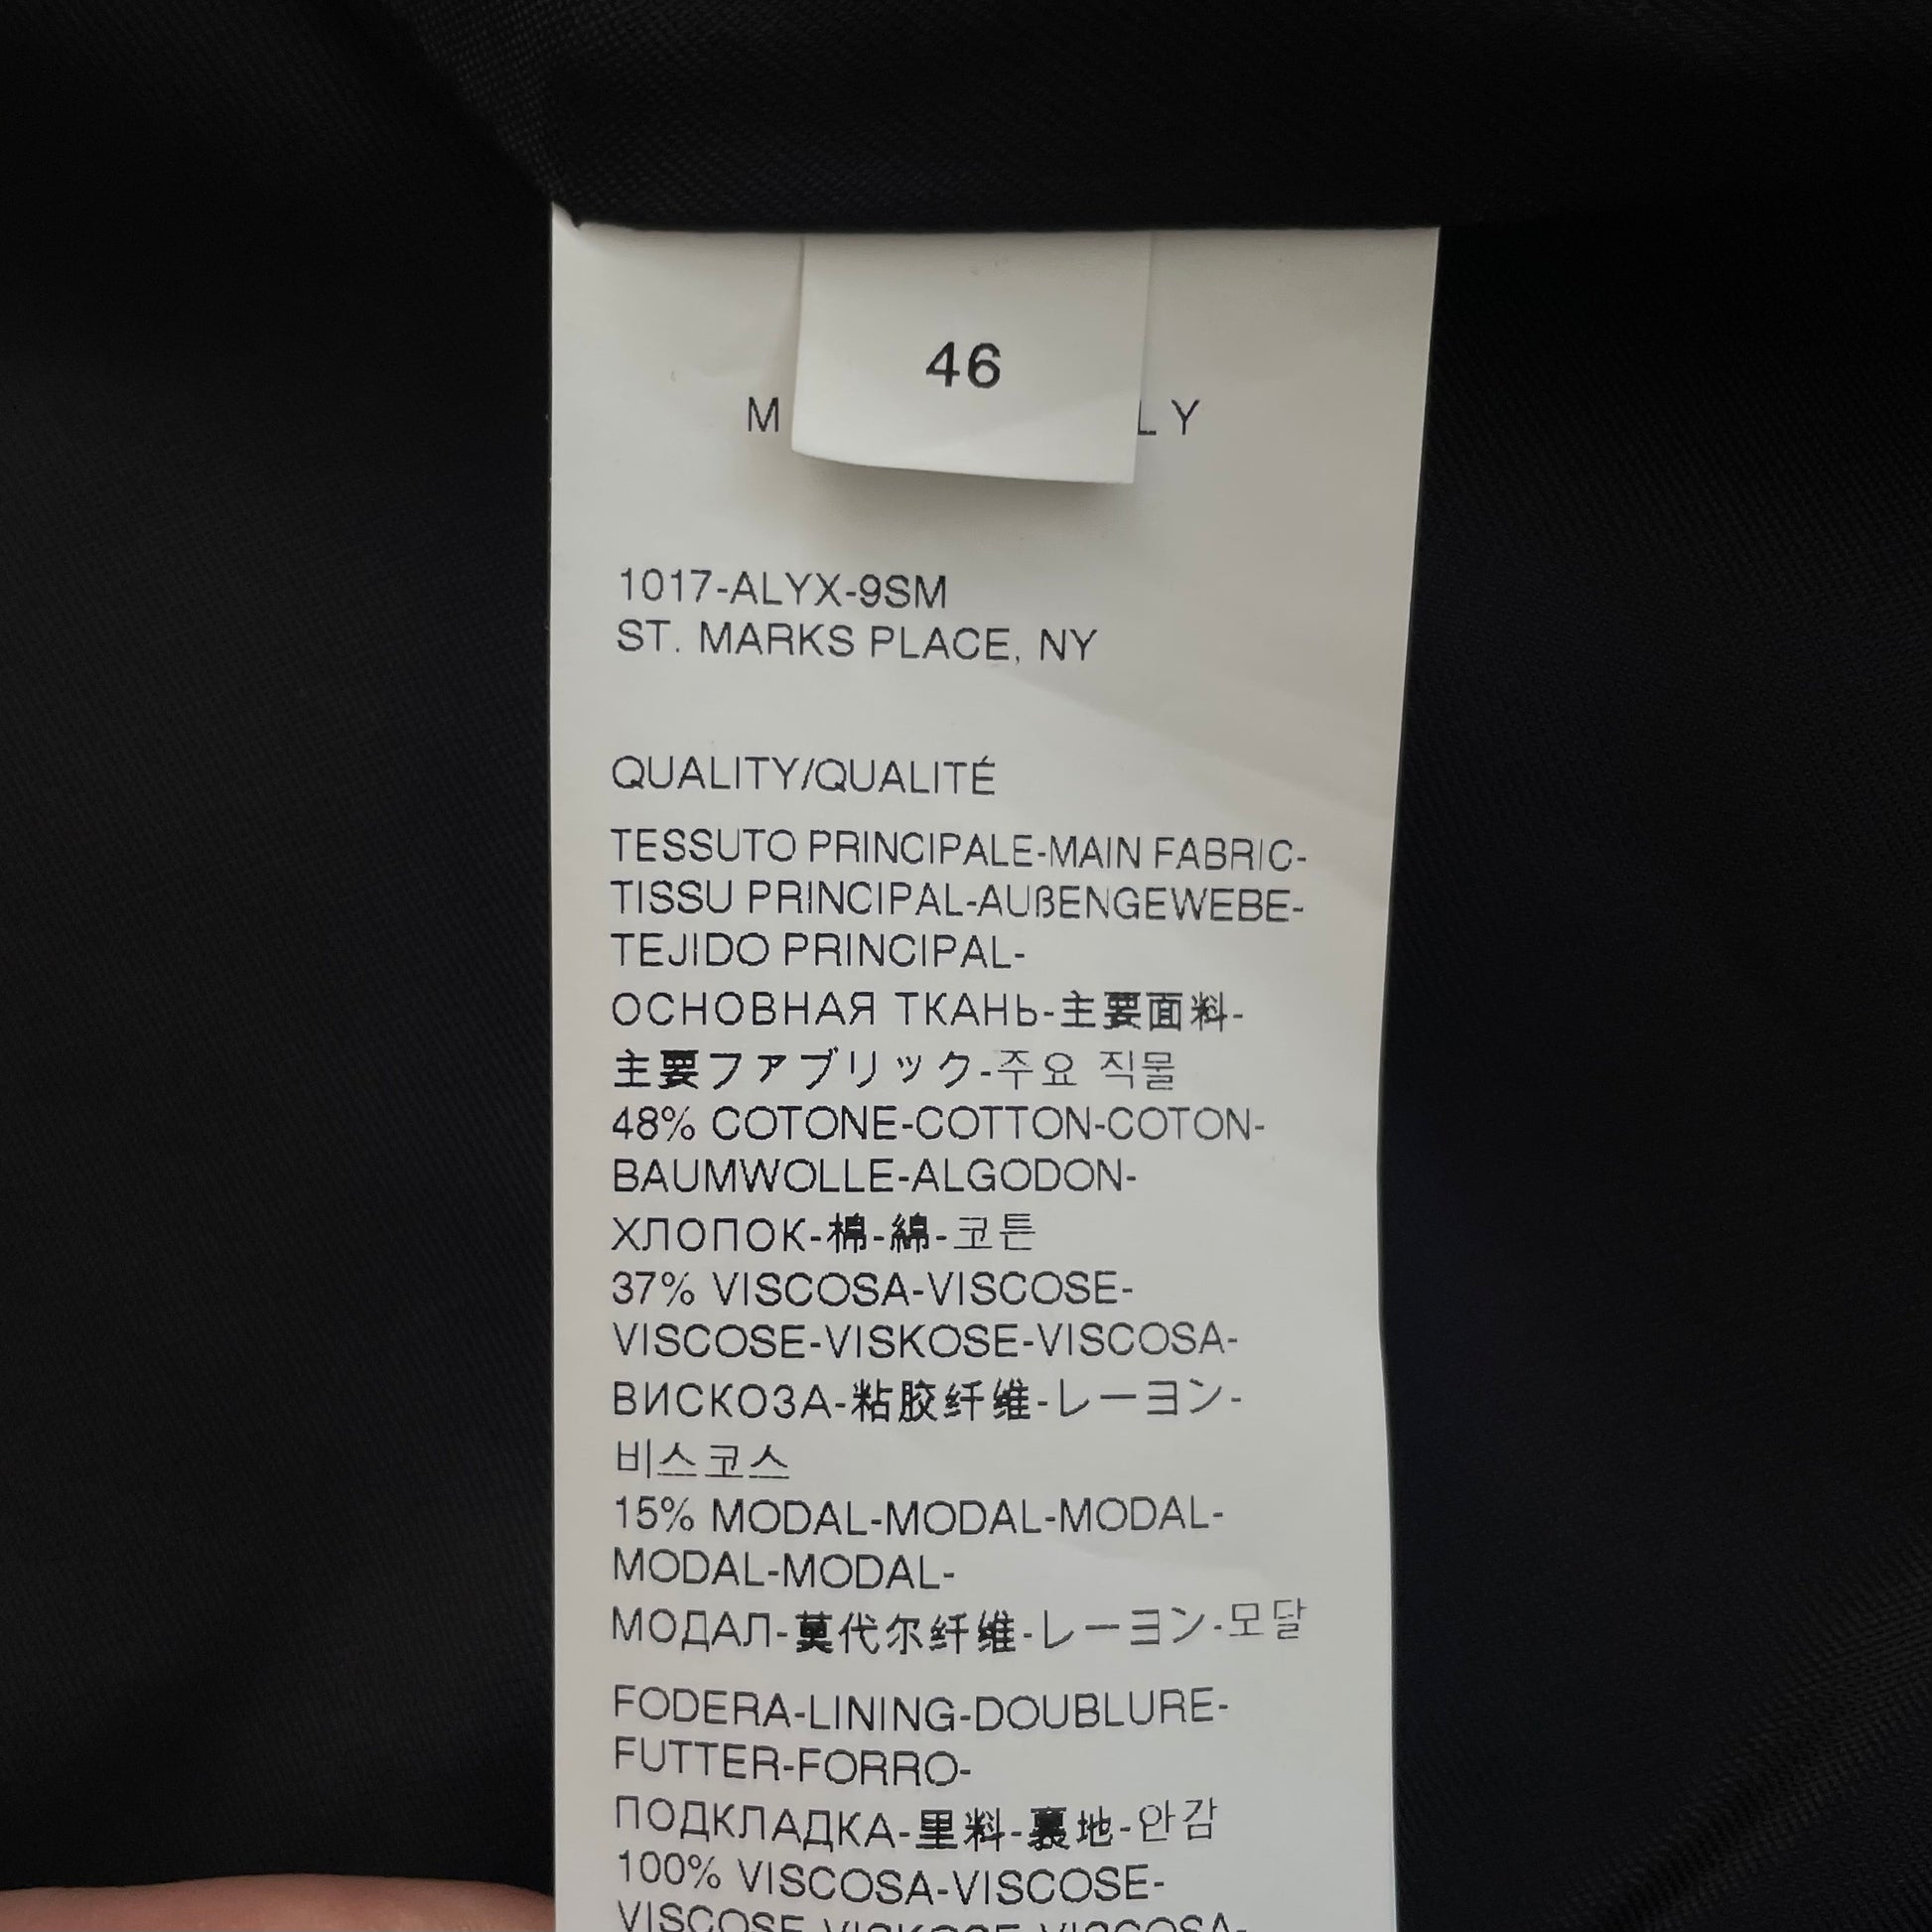 46
M LY
1017-ALYX-9SM
ST. MARKS PLACE, NY
QUALITY/QUALITÉ
TESSUTO PRINCIPALE-MAIN FABRIC-
TISSU PRINCIPAL-AUßENGEWEBE-
TEJIDO PRINCIPAL-
ОСНОВНАЯ ТКАНЬ-主要面料-
主要ファブリック-주요 직물
48% COTONE-COTTON-COTON-
BAUMWOLLE-ALGODON-
ХЛОПОК-棉-綿-코튼
37% VISCOSA-VISCOSE-
VISCOSE-VISKOSE-VISCOSA-
ВИСКОЗА-粘胶纤维-レーヨン-
비스코스
15% MODAL-MODAL-MODAL-
MODAL-MODAL-
МОДАЛ-莫代尔纤维-レーヨン-모달
FODERA-LINING-DOUBLURE-
FUTTER-FORRO-
ПОДКЛАДКА-里料-裏地-안감
100% VISCOSA-VISCOSE-
VISCOSE-VISKOSE-VISCOSA-